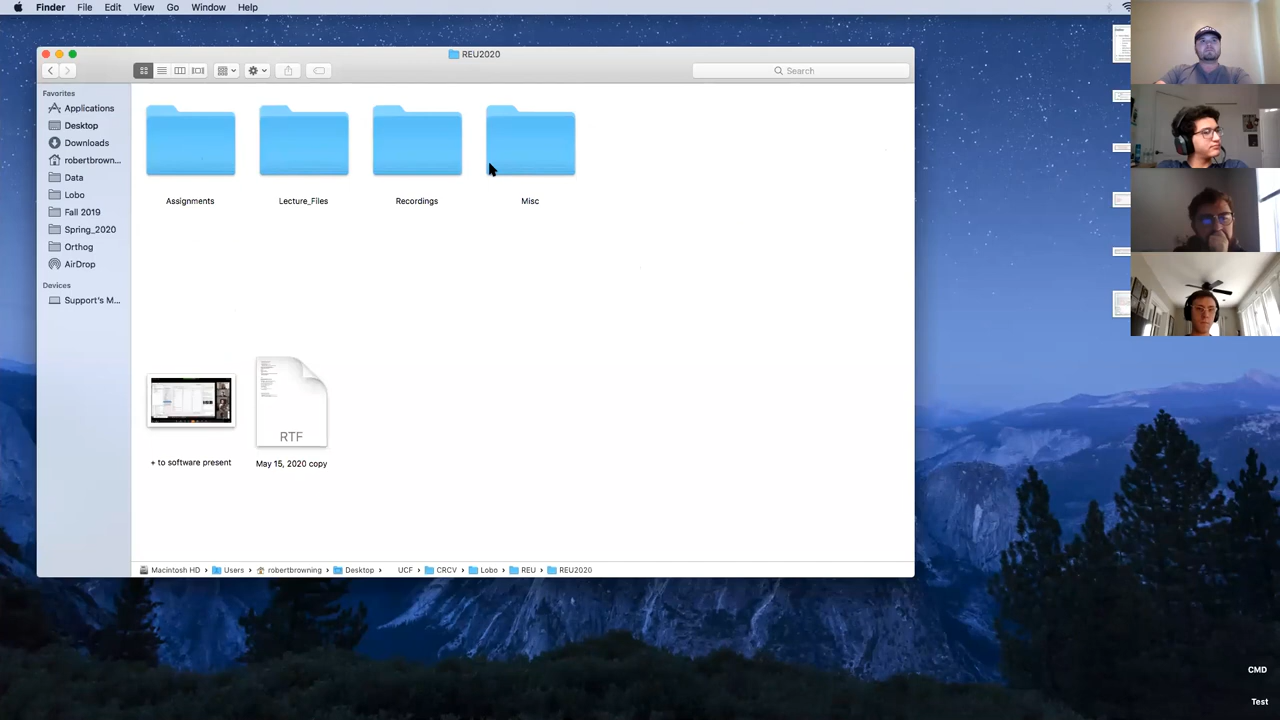 Finder File Edit View Go Window Help
REU2020
Search
Favorites
Applications
Desktop
Downloads
robertbrown...
Data
Lobo
Fall 2019
Spring_2020
Orthog
AirDrop
Devices
Support's M...
Assignments Lecture_Files Recordings Misc
RTF
+ to software present May 15, 2020 copy
Macintosh HD › Users › robertbrowning › Desktop › UCF › CRCV › Lobo › REU › REU2020
CMD
Test